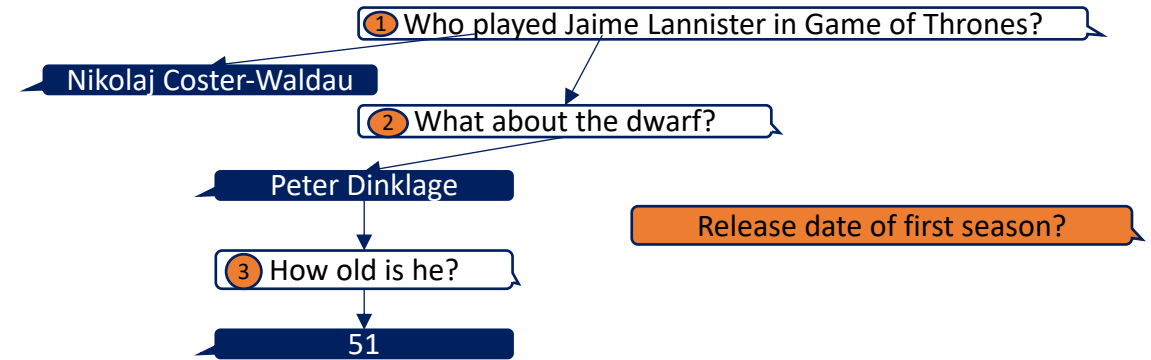 1 Who played Jaime Lannister in Game of Thrones?
Nikolaj Coster-Waldau
2 What about the dwarf?
Peter Dinklage
Release date of first season?
3 How old is he?
51